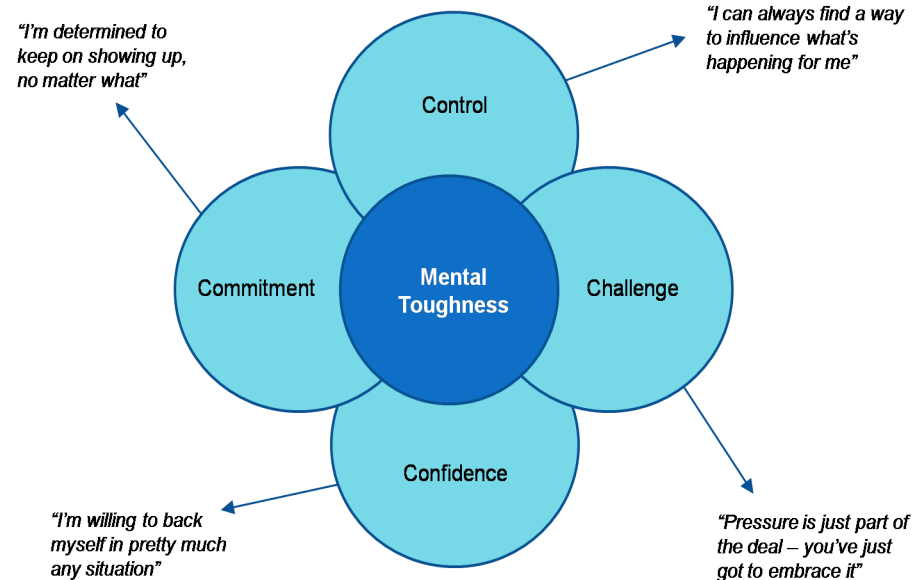 “I’m determined to
keep on showing up,
no matter what”
“I can always find a way
to influence what’s
happening for me”
Control
Commitment
Mental
Toughness
Challenge
Confidence
“I’m willing to back
myself in pretty much
any situation”
“Pressure is just part of
the deal – you’ve just
got to embrace it”